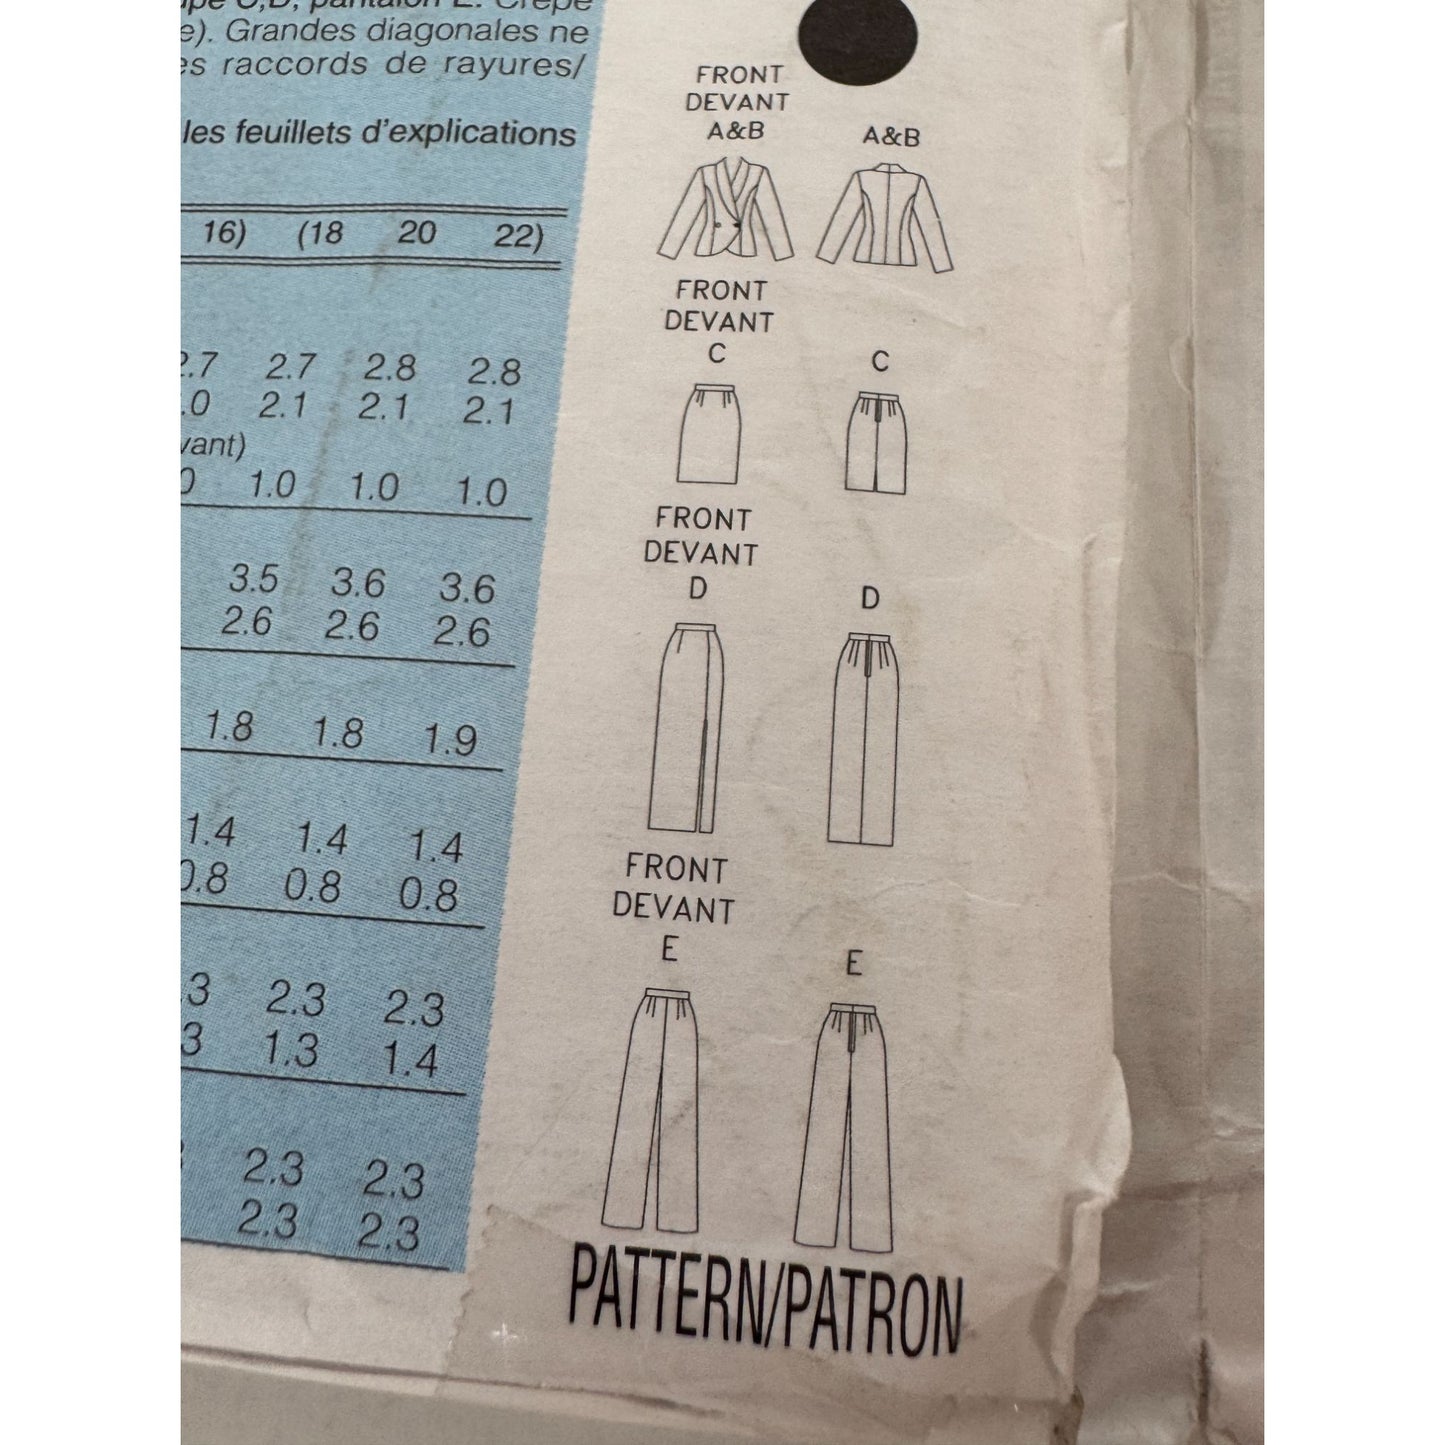 C,D, pantalon E. Crêpe
Grandes diagonales ne
raccords de rayures/
les feuillets d'explications
16) (18 20 22)
2.7 2.8 2.8
2.1 2.1 2.1
1.0 1.0 1.0
3.5 3.6 3.6
2.6 2.6 2.6
1.8 1.8 1.9
1.4 1.4 1.4
0.8 0.8
2.3 2.3
1.3 1.4
2.3 2.3
2.3 2.3
FRONT
DEVANT
A&B
A&B
FRONT
DEVANT
C
C
FRONT
DEVANT
D
D
FRONT
DEVANT
E
E
PATTERN/PATRON